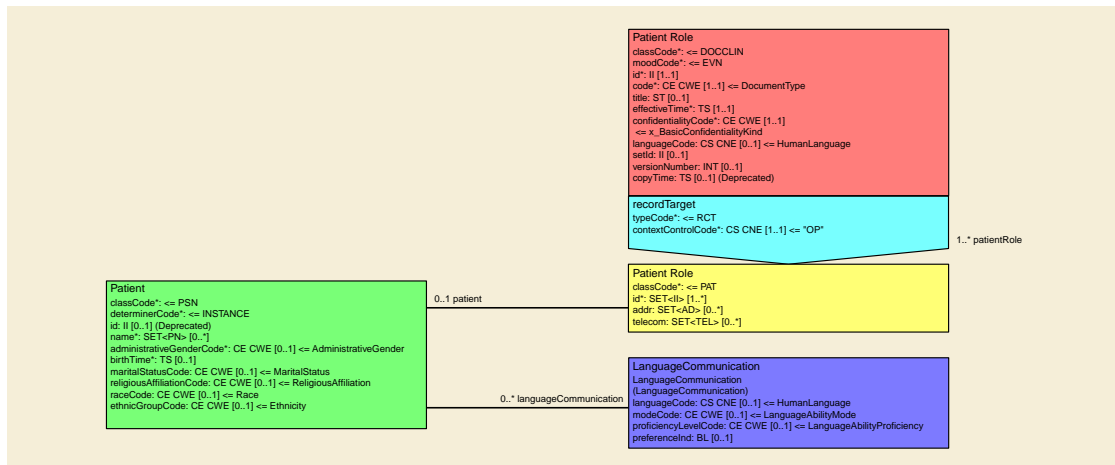 Patient Role
classCode*: <= DOCCLIN
moodCode*: <= EVN
id*: II [1..1]
code*: CE CWE [1..1] <= DocumentType
title: ST [0..1]
effectiveTime*: TS [1..1]
confidentialityCode*: CE CWE [1..1]
<= x_BasicConfidentialityKind
languageCode: CS CNE [0..1] <= HumanLanguage
setId: II [0..1]
versionNumber: INT [0..1]
copyTime: TS [0..1] (Deprecated)
recordTarget
typeCode*: <= RCT
contextControlCode*: CS CNE [1..1] <= "OP"
1..* patientRole
Patient Role
classCode*: <= PAT
id*: SET<II> [1..*]
addr: SET<AD> [0..*]
telecom: SET<TEL> [0..*]
0..1 patient
Patient
classCode*: <= PSN
determinerCode*: <= INSTANCE
id: II [0..1] (Deprecated)
name*: SET<PN> [0..*]
administrativeGenderCode*: CE CWE [0..1] <= AdministrativeGender
birthTime*: TS [0..1]
maritalStatusCode: CE CWE [0..1] <= MaritalStatus
religiousAffiliationCode: CE CWE [0..1] <= ReligiousAffiliation
raceCode: CE CWE [0..1] <= Race
ethnicGroupCode: CE CWE [0..1] <= Ethnicity
0..* languageCommunication
LanguageCommunication
LanguageCommunication
(LanguageCommunication)
languageCode: CS CNE [0..1] <= HumanLanguage
modeCode: CE CWE [0..1] <= LanguageAbilityMode
proficiencyLevelCode: CE CWE [0..1] <= LanguageAbilityProficiency
preferenceInd: BL [0..1]